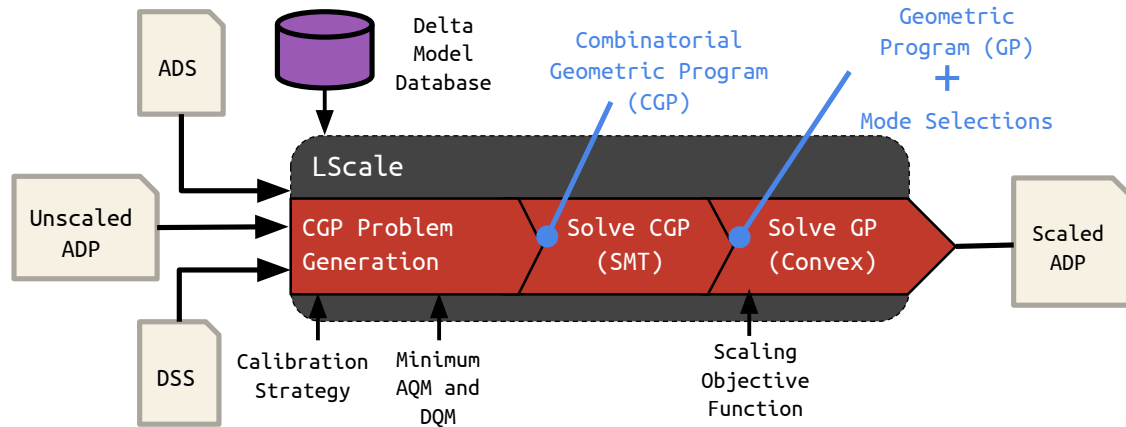 ADS
Delta
Model
Database
Combinatorial
Geometric Program
(CGP)
Geometric
Program (GP)
+
Mode Selections
LScale
Unscaled
ADP
CGP Problem
Generation
Solve CGP
(SMT)
Solve GP
(Convex)
Scaled
ADP
DSS
Calibration
Strategy
Minimum
AQM and
DQM
Scaling
Objective
Function